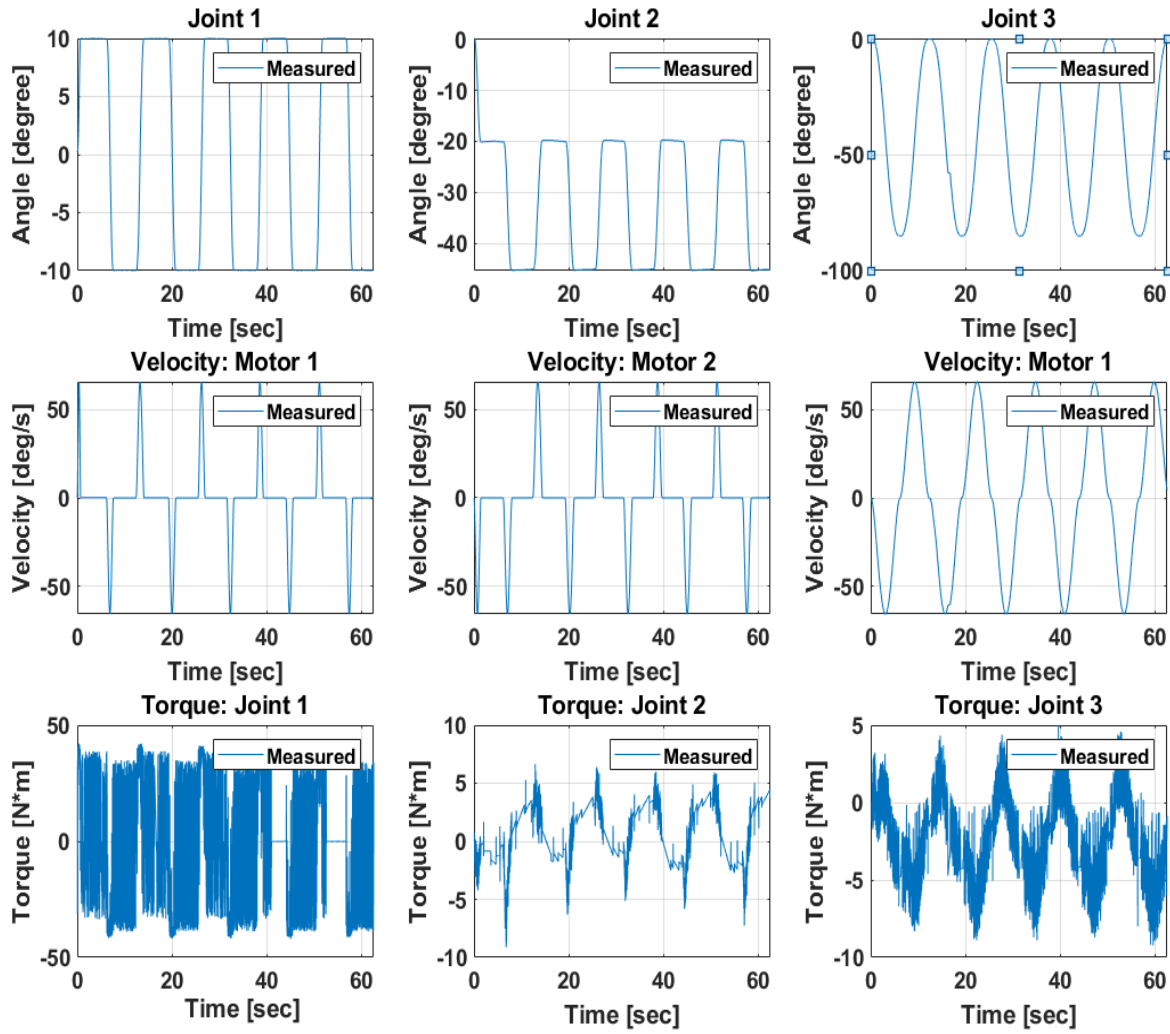 Joint 1
Measured
Angle [degree]
10
5
0
-5
-10
0
20
40
60
Time [sec]
Joint 2
Measured
Angle [degree]
0
-10
-20
-30
-40
0
20
40
60
Time [sec]
Joint 3
Measured
Angle [degree]
0
-50
-100
0
20
40
60
Time [sec]
Velocity: Motor 1
Measured
Velocity [deg/s]
50
0
-50
0
20
40
60
Time [sec]
Velocity: Motor 2
Measured
Velocity [deg/s]
50
0
-50
0
20
40
60
Time [sec]
Velocity: Motor 1
Measured
Velocity [deg/s]
50
0
-50
0
20
40
60
Time [sec]
Torque: Joint 1
Measured
Torque [N*m]
50
0
-50
0
20
40
60
Time [sec]
Torque: Joint 2
Measured
Torque [N*m]
10
5
0
-5
-10
0
20
40
60
Time [sec]
Torque: Joint 3
Measured
Torque [N*m]
5
0
-5
-10
0
20
40
60
Time [sec]